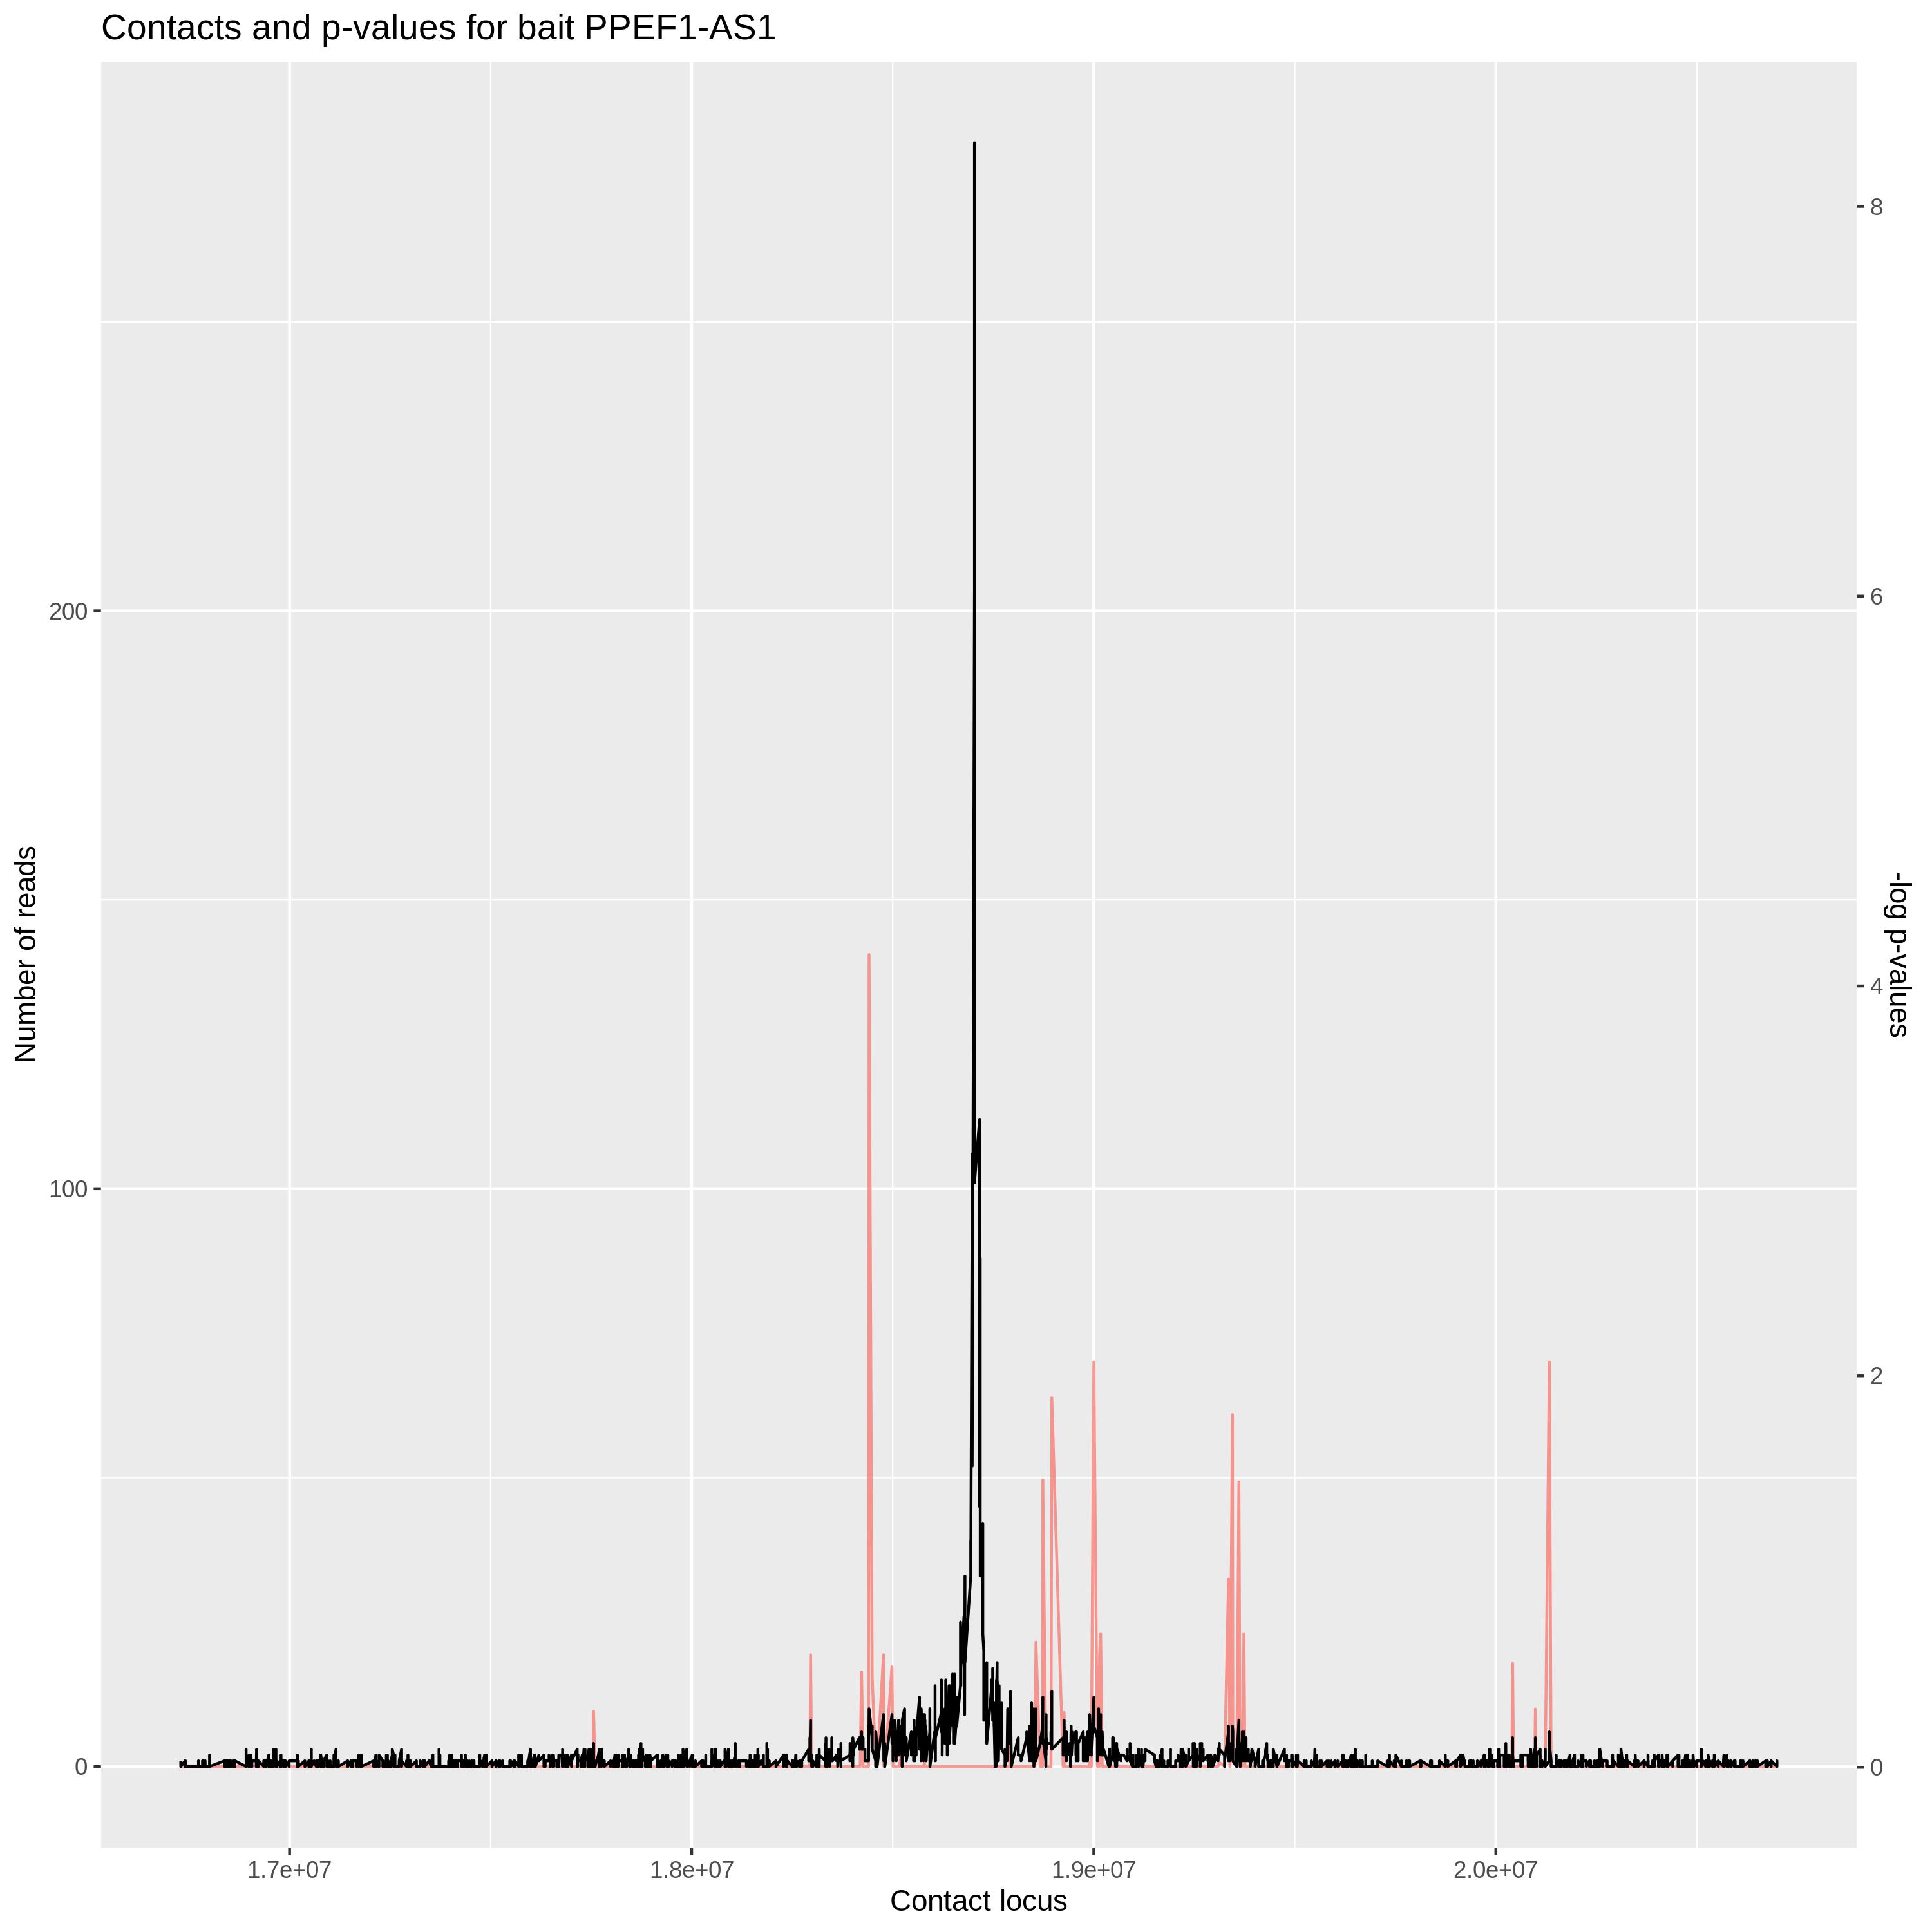 Contacts and p-values for bait PPEF1-AS1
Number of reads
200
100
0
8
6
4
2
0
-log p-values
1.7e+07
1.8e+07
1.9e+07
2.0e+07
Contact locus